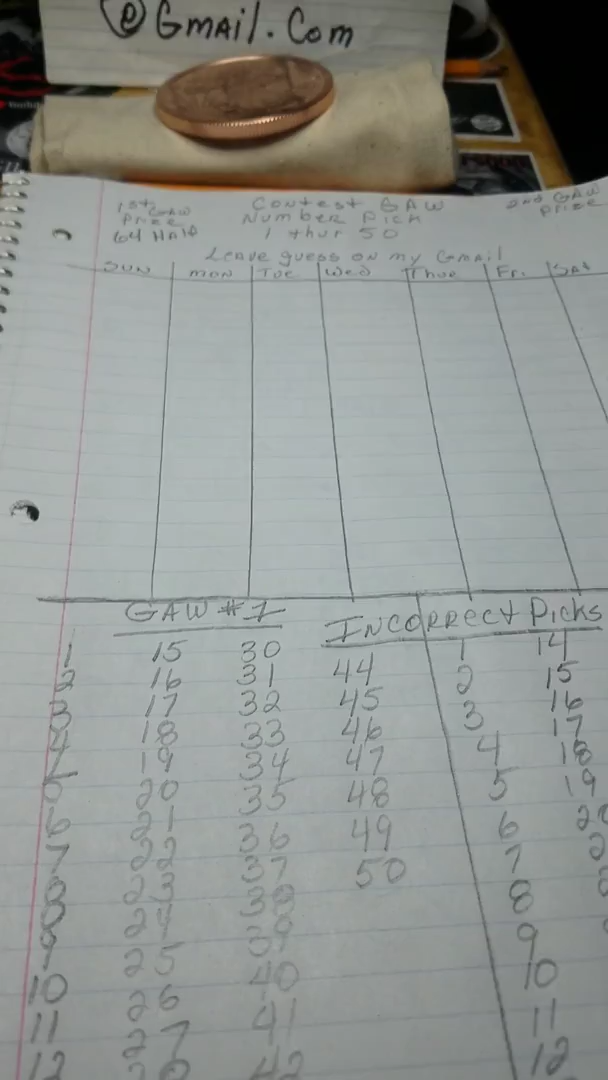 @Gmail.Com
1st GAW Contest GAW 2nd GAW
Prize Number Pick prize
64 Half 1 thur 50
Leave guess on my Gmail
SUN mon Tue Wed Thur Fr. Sat
GAW #1 INCORRECT PICKS
1 15 30 1 14
2 16 31 44 2 15
3 17 32 45 3 16
4 18 33 46 4 17
5 19 34 47 18
6 20 35 48 5 19
7 21 36 49 6
8 22 37 50 7
9 23 38 8
24 39 9
10 25 40 10
11 26 41 11
12 27 42 12